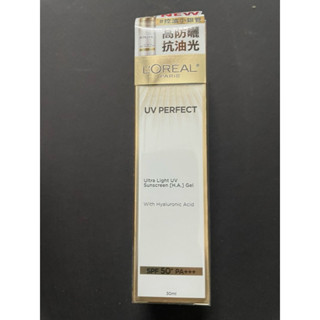 NEW
高防曬
抗油光
L'ORÉAL
PARIS
UV PERFECT
Ultra Light UV
Sunscreen [H.A.] Gel
With Hyaluronic Acid
SPF 50+ PA+++
30ml